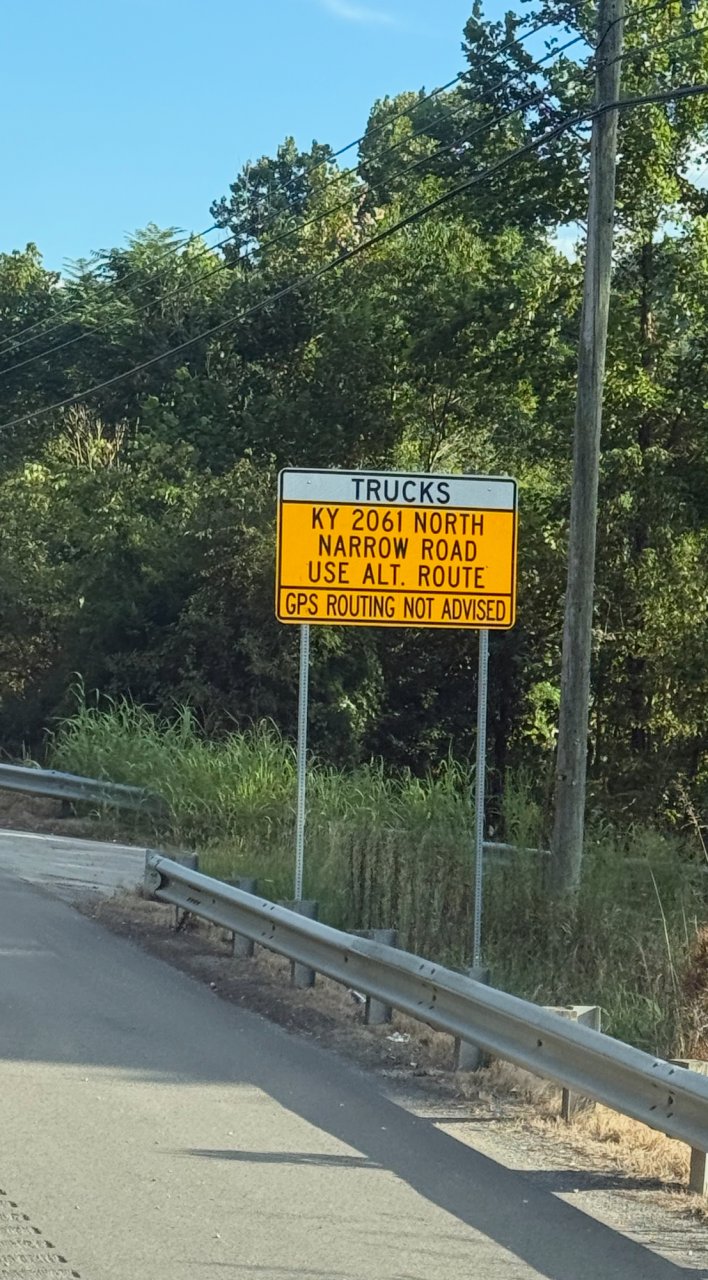 TRUCKS
KY 2061 NORTH
NARROW ROAD
USE ALT. ROUTE
GPS ROUTING NOT ADVISED